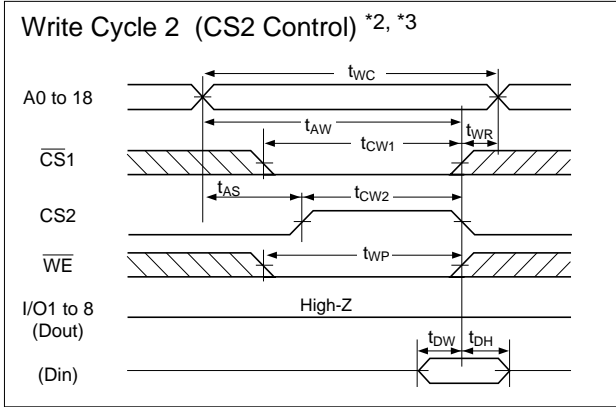 Write Cycle 2 (CS2 Control) *2, *3
tWC
A0 to 18
tAW
tWR
CS1
tCW1
tAS
tCW2
CS2
WE
tWP
I/O1 to 8
(Dout)
High-Z
tDW
tDH
(Din)